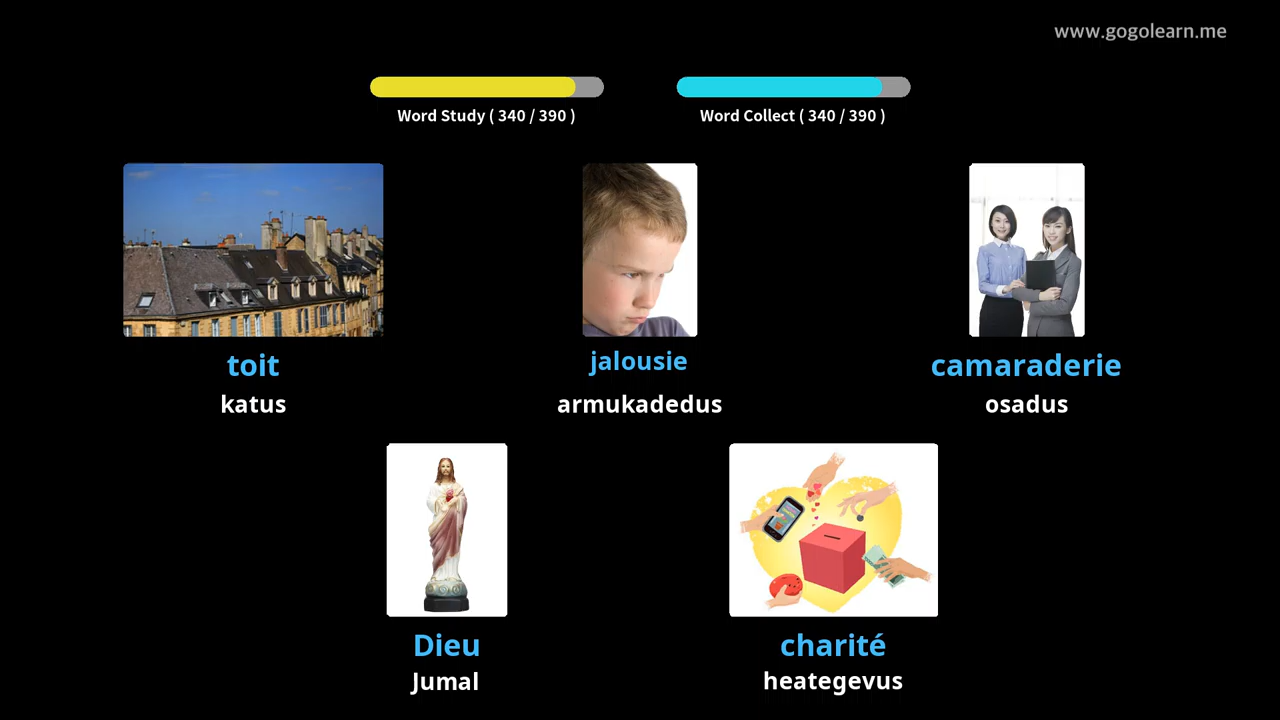 www.gogolearn.me
Word Study ( 340 / 390 )
Word Collect ( 340 / 390 )
toit
katus
jalousie
armukadedus
camaraderie
osadus
Dieu
Jumal
charité
heategevus